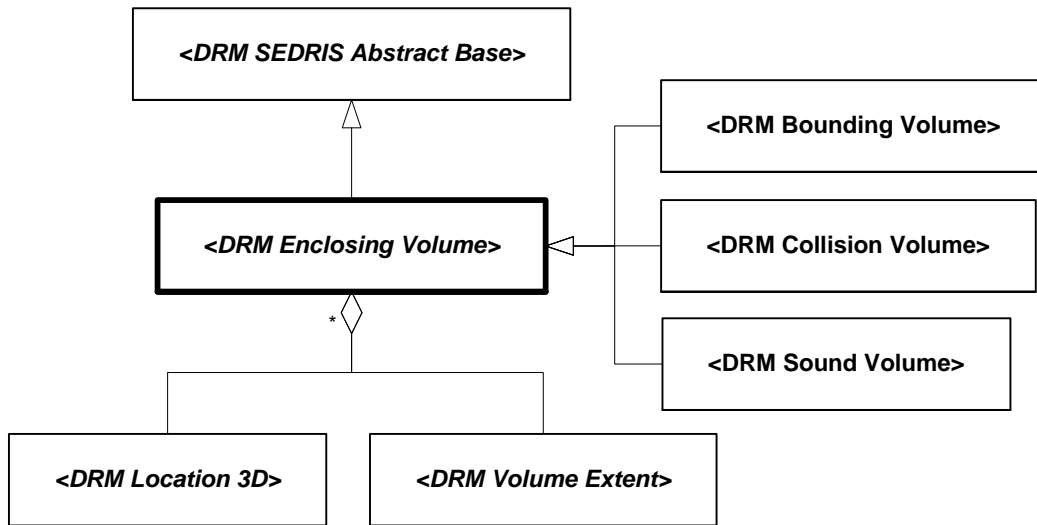 <DRM SEDRIS Abstract Base>
<DRM Bounding Volume>
<DRM Enclosing Volume>
<DRM Collision Volume>
*
<DRM Sound Volume>
<DRM Location 3D>
<DRM Volume Extent>